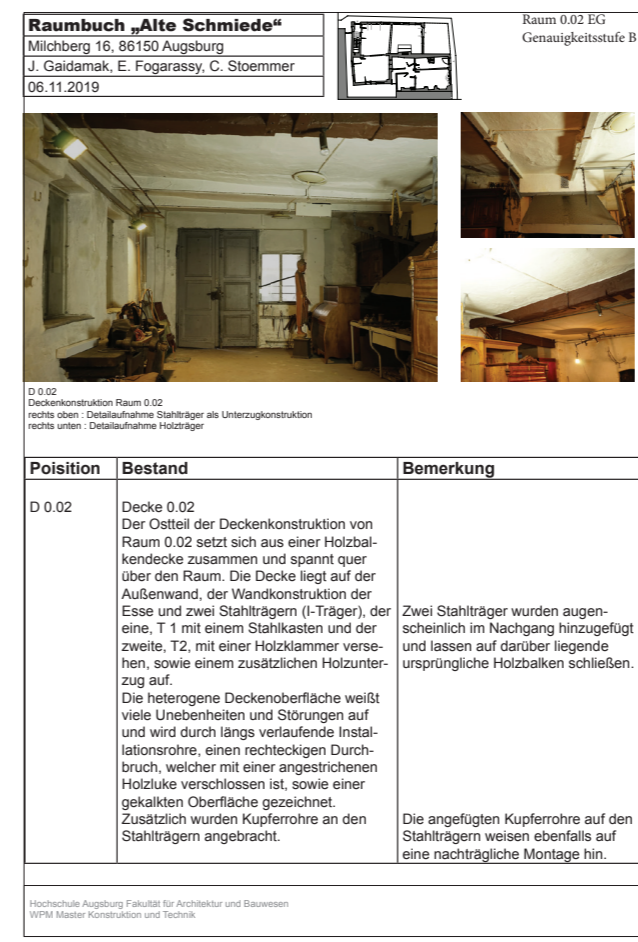 Raumbuch „Alte Schmiede“
Milchberg 16, 86150 Augsburg
J. Gaidamak, E. Fogarassy, C. Stoemmer
06.11.2019
Raum 0.02 EG
Genauigkeitsstufe B
D 0.02
Deckenkonstruktion Raum 0.02
rechts oben : Detailaufnahme Stahlträger als Unterzugkonstruktion
rechts unten : Detailaufnahme Holzträger
Poisition Bestand Bemerkung
D 0.02
Decke 0.02
Der Ostteil der Deckenkonstruktion von
Raum 0.02 setzt sich aus einer Holzbal-
kendecke zusammen und spannt quer
über den Raum. Die Decke liegt auf der
Außenwand, der Wandkonstruktion der
Esse und zwei Stahlträgern (I-Träger), der
eine, T 1 mit einem Stahlkasten und der
zweite, T2, mit einer Holzklammer verse-
hen, sowie einem zusätzlichen Holzunter-
zug auf.
Die heterogene Deckenoberfläche weißt
viele Unebenheiten und Störungen auf
und wird durch längs verlaufende Instal-
lationsrohre, einen rechteckigen Durch-
bruch, welcher mit einer angestrichenen
Holzluke verschlossen ist, sowie einer
gekalkten Oberfläche gezeichnet.
Zusätzlich wurden Kupferrohre an den
Stahlträgern angebracht.
Zwei Stahlträger wurden augen-
scheinlich im Nachgang hinzugefügt
und lassen auf darüber liegende
ursprüngliche Holzbalken schließen.
Die angefügten Kupferrohre auf den
Stahlträgern weisen ebenfalls auf
eine nachträgliche Montage hin.
Hochschule Augsburg Fakultät für Architektur und Bauwesen
WPM Master Konstruktion und Technik